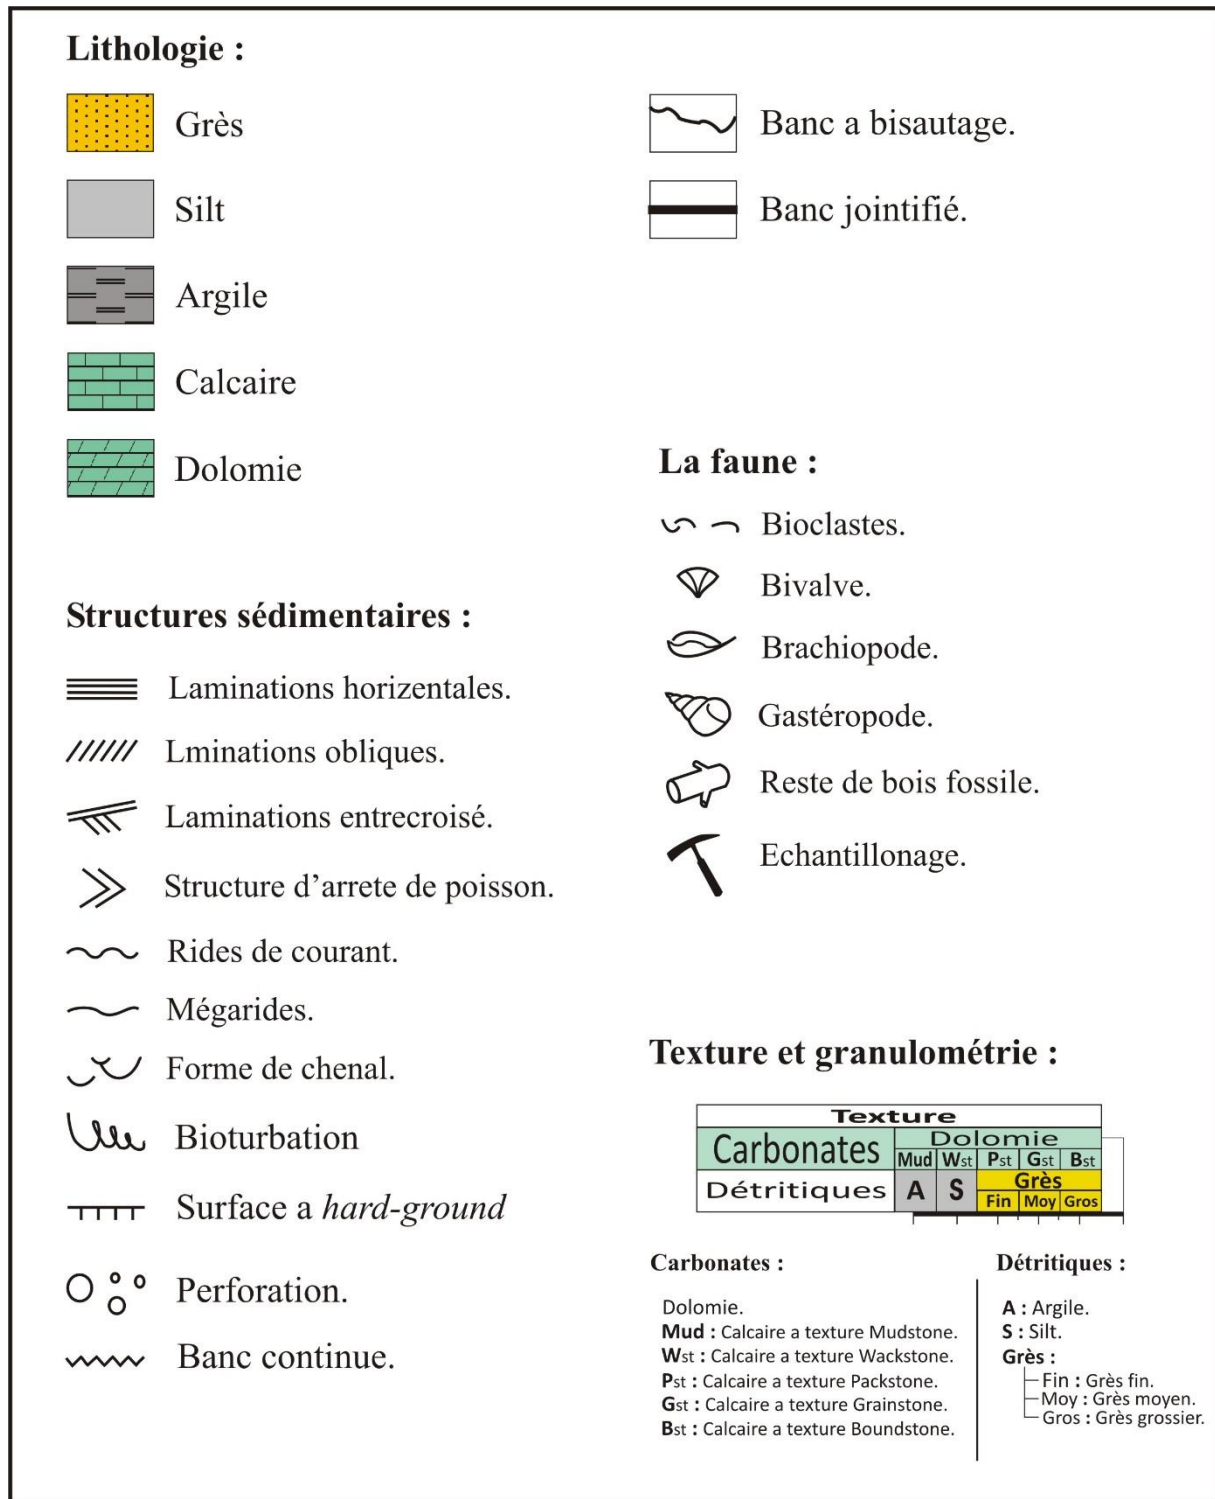 Lithologie :
Grès
Silt
Argile
Calcaire
Dolomie
Structures sédimentaires :
Laminations horizentales.
Lminations obliques.
Laminations entrecroisé.
Structure d’arrete de poisson.
Rides de courant.
Mégarides.
Forme de chenal.
Bioturbation
Surface a hard-ground
Perforation.
Banc continue.
Banc a bisautage.
Banc jointifié.
La faune :
Bioclastes.
Bivalve.
Brachiopode.
Gastéropode.
Reste de bois fossile.
Echantillonage.
Texture et granulométrie :
Texture
Carbonates
Dolomie
Mud Wst Pst Gst Bst
Détritiques A S
Grès
Fin Moy Gros
Carbonates :
Dolomie.
Mud : Calcaire a texture Mudstone.
Wst : Calcaire a texture Wackstone.
Pst : Calcaire a texture Packstone.
Gst : Calcaire a texture Grainstone.
Bst : Calcaire a texture Boundstone.
Détritiques :
A : Argile.
S : Silt.
Grès :
Fin : Grès fin.
Moy : Grès moyen.
Gros : Grès grossier.